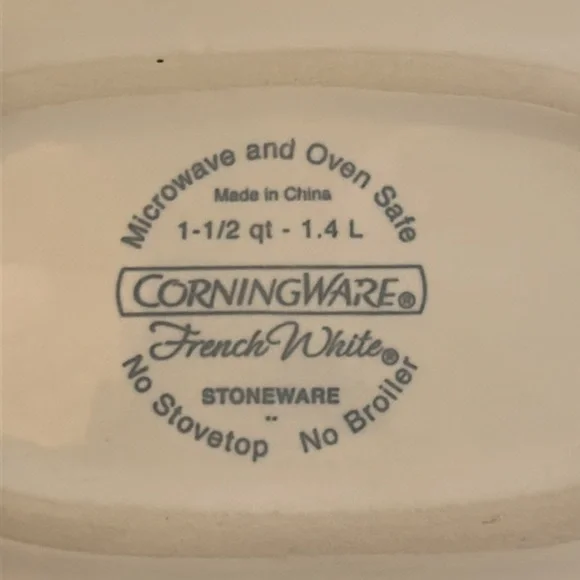 Microwave and Oven Safe
Made in China
1-1/2 qt - 1.4 L
CORNINGWARE®
French White®
STONEWARE
No Stovetop No Broiler